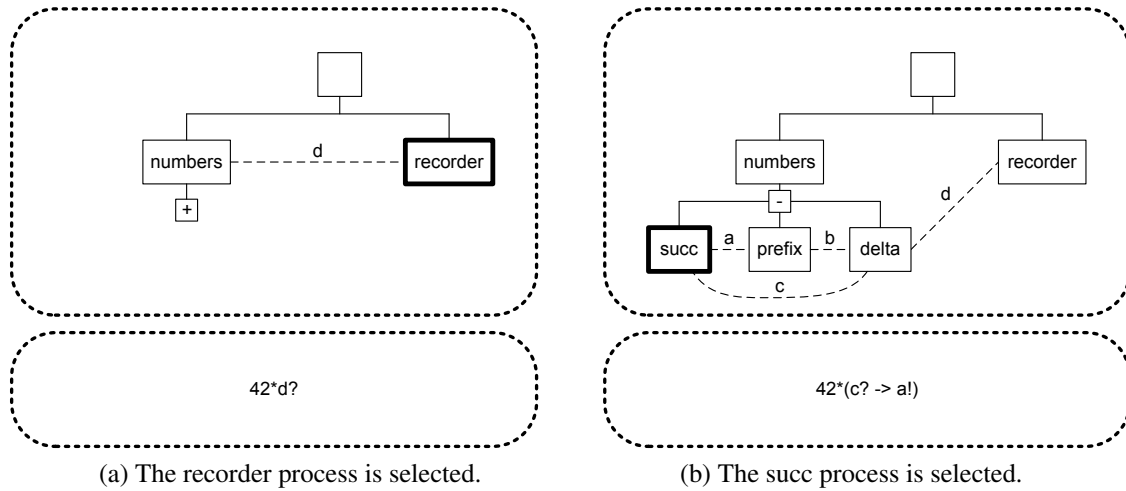 numbers
d
recorder
+
42*d?
(a) The recorder process is selected.
numbers
recorder
-
d
succ
a
prefix
b
delta
c
42*(c? -> a!)
(b) The succ process is selected.